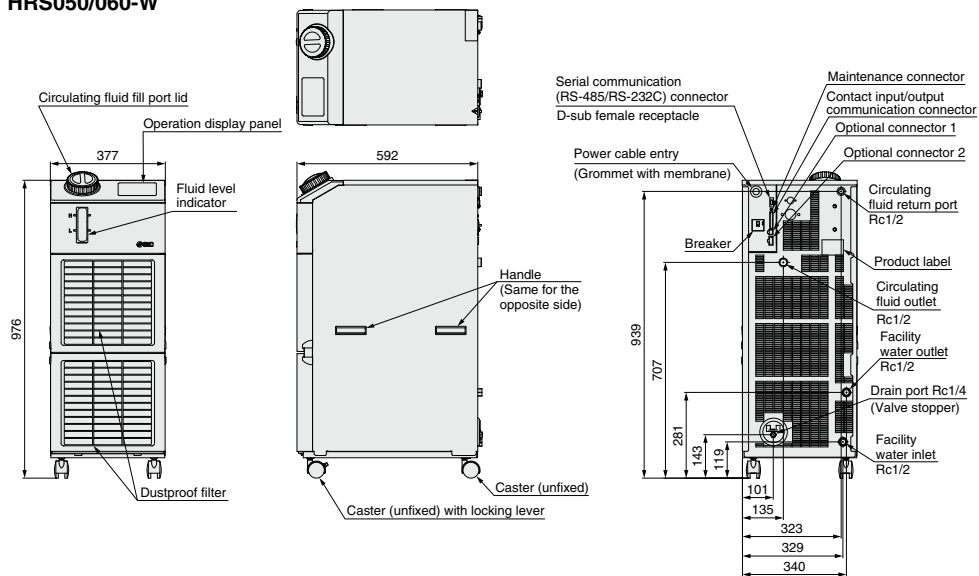 HRS050/060-W
Circulating fluid fill port lid
Operation display panel
377
Fluid level
indicator
H
L
SMC
976
Dustproof filter
592
Handle
(Same for the
opposite side)
Caster (unfixed)
Caster (unfixed) with locking lever
Serial communication
(RS-485/RS-232C) connector
D-sub female receptacle
Power cable entry
(Grommet with membrane)
Breaker
Maintenance connector
Contact input/output
communication connector
Optional connector 1
Optional connector 2
Circulating
fluid return port
Rc1/2
Product label
Circulating
fluid outlet
Rc1/2
Facility
water outlet
Rc1/2
Drain port Rc1/4
(Valve stopper)
Facility
water inlet
Rc1/2
939
707
281
143
119
101
135
323
329
340